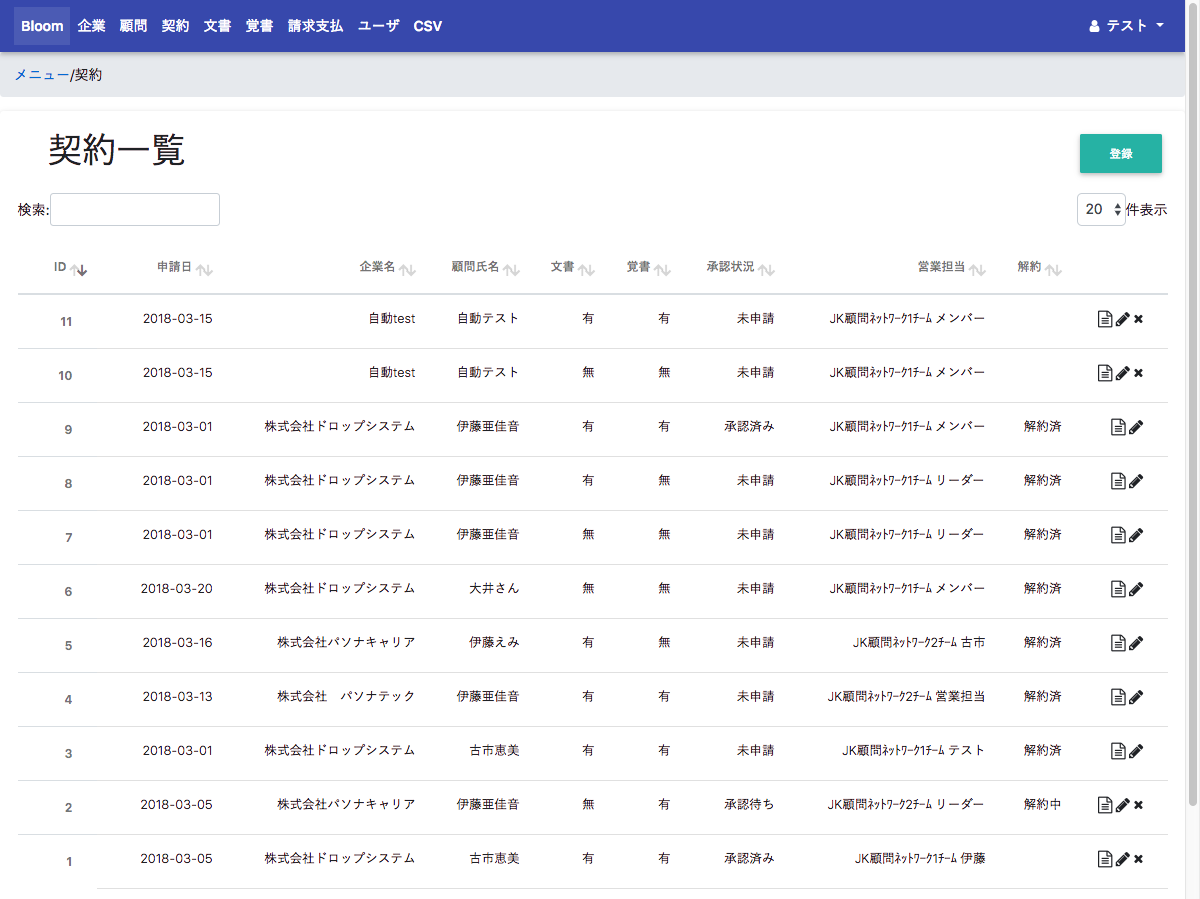 Bloom 企業 顧問 契約 文書 覚書 請求支払 ユーザ CSV テスト
メニュー/契約
契約一覧 登録
検索: 20 件表示
ID 申請日 企業名 顧問氏名 文書 覚書 承認状況 営業担当 解約
11 2018-03-15 自動test 自動テスト 有 有 未申請 JK顧問ﾈｯﾄﾜｰｸ1ﾁｰﾑ メンバー
10 2018-03-15 自動test 自動テスト 無 無 未申請 JK顧問ﾈｯﾄﾜｰｸ1ﾁｰﾑ メンバー
9 2018-03-01 株式会社ドロップシステム 伊藤亜佳音 有 有 承認済み JK顧問ﾈｯﾄﾜｰｸ1ﾁｰﾑ メンバー 解約済
8 2018-03-01 株式会社ドロップシステム 伊藤亜佳音 有 無 未申請 JK顧問ﾈｯﾄﾜｰｸ1ﾁｰﾑ リーダー 解約済
7 2018-03-01 株式会社ドロップシステム 伊藤亜佳音 無 無 未申請 JK顧問ﾈｯﾄﾜｰｸ1ﾁｰﾑ リーダー 解約済
6 2018-03-20 株式会社ドロップシステム 大井さん 無 無 未申請 JK顧問ﾈｯﾄﾜｰｸ1ﾁｰﾑ メンバー 解約済
5 2018-03-16 株式会社パソナキャリア 伊藤えみ 有 無 未申請 JK顧問ﾈｯﾄﾜｰｸ2ﾁｰﾑ 古市 解約済
4 2018-03-13 株式会社　パソナテック 伊藤亜佳音 有 有 未申請 JK顧問ﾈｯﾄﾜｰｸ2ﾁｰﾑ 営業担当 解約済
3 2018-03-01 株式会社ドロップシステム 古市恵美 有 有 未申請 JK顧問ﾈｯﾄﾜｰｸ1ﾁｰﾑ テスト 解約済
2 2018-03-05 株式会社パソナキャリア 伊藤亜佳音 無 有 承認待ち JK顧問ﾈｯﾄﾜｰｸ2ﾁｰﾑ リーダー 解約中
1 2018-03-05 株式会社ドロップシステム 古市恵美 有 有 承認済み JK顧問ﾈｯﾄﾜｰｸ1ﾁｰﾑ 伊藤